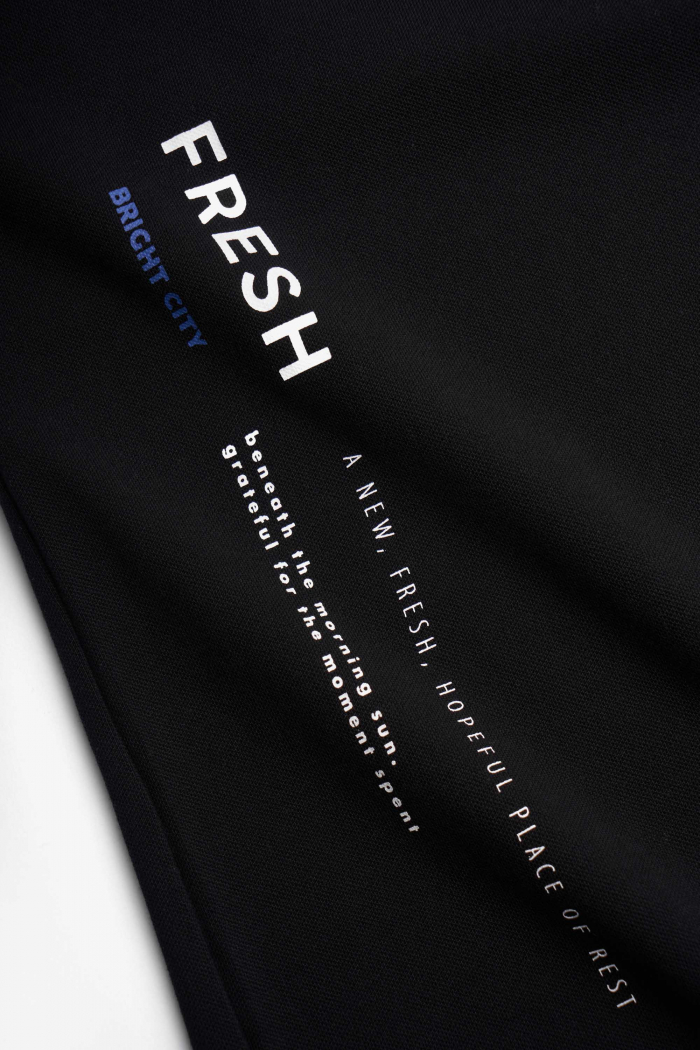 FRESH
BRIGHT CITY
A NEW, FRESH, HOPEFUL PLACE OF REST
beneath the morning sun.
grateful for the moment spent